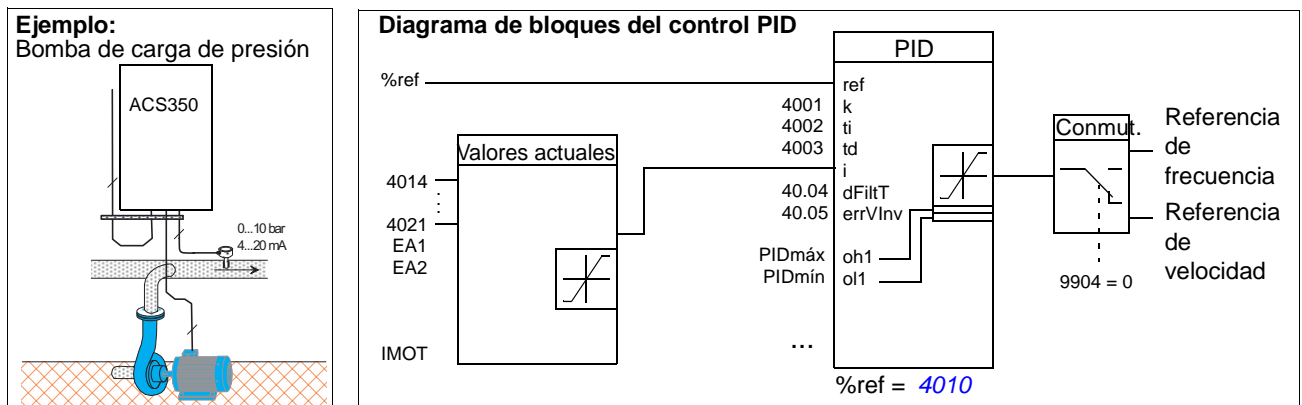 Ejemplo:
Bomba de carga de presión
ACS350
0...10 bar
4...20 mA
Diagrama de bloques del control PID
%ref
Valores actuales
4014
⋮
4021
EA1
EA2
IMOT
PID
ref
4001 k
4002 ti
4003 td
i
40.04 dFiltT
40.05 errVInv
PIDmáx oh1
PIDmín ol1
...
%ref = 4010
Conmut.
9904 = 0
Referencia
de
frecuencia
Referencia
de
velocidad